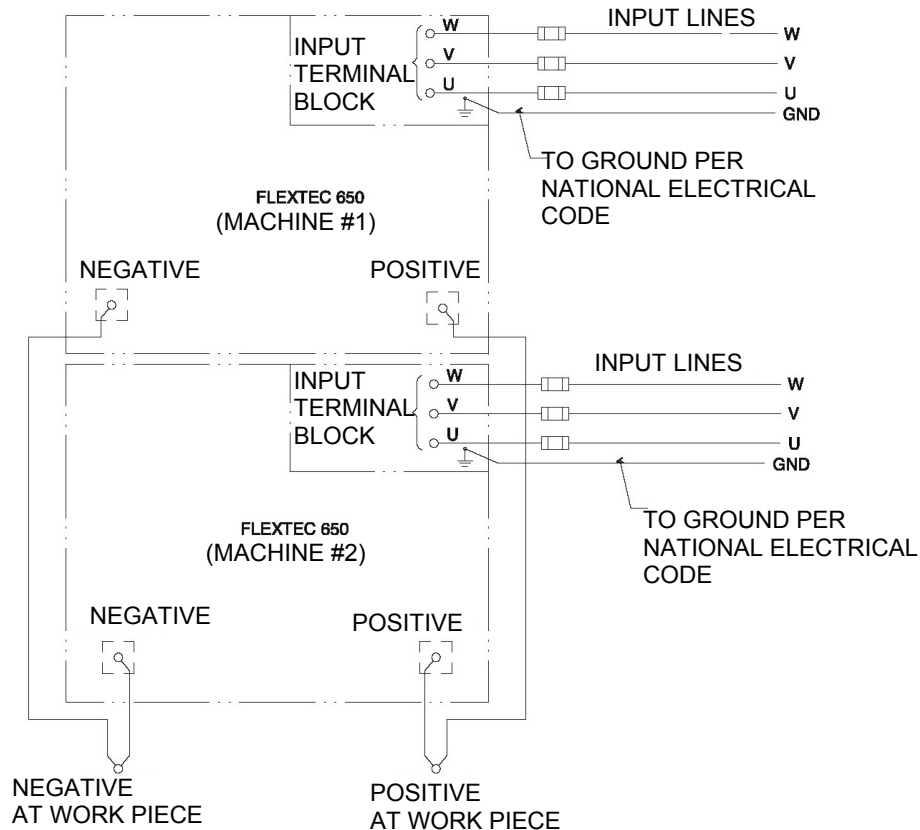 INPUT
TERMINAL
BLOCK
W
V
U
INPUT LINES
W
V
U
GND
TO GROUND PER
NATIONAL ELECTRICAL
CODE
FLEXTEC 650
(MACHINE #1)
NEGATIVE
POSITIVE
INPUT
TERMINAL
BLOCK
W
V
U
INPUT LINES
W
V
U
GND
TO GROUND PER
NATIONAL ELECTRICAL
CODE
FLEXTEC 650
(MACHINE #2)
NEGATIVE
POSITIVE
NEGATIVE
AT WORK PIECE
POSITIVE
AT WORK PIECE